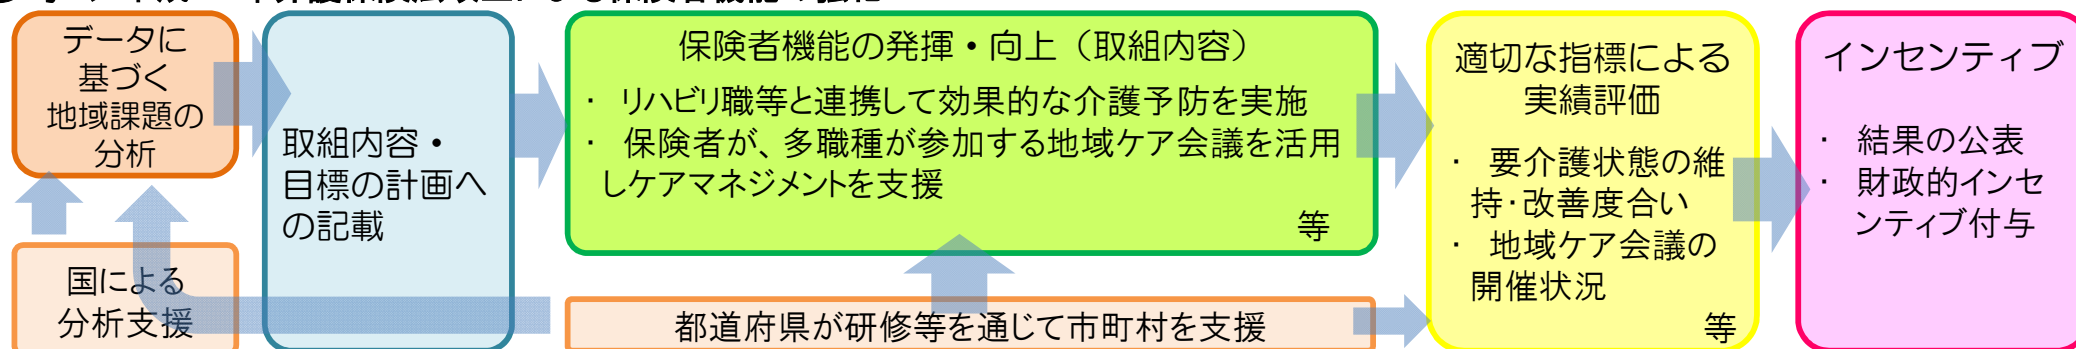 データに
基づく
地域課題の
分析
国による
分析支援
取組内容・
目標の計画へ
の記載
保険者機能の発揮・向上（取組内容）
・ リハビリ職等と連携して効果的な介護予防を実施
・ 保険者が、多職種が参加する地域ケア会議を活用
しケアマネジメントを支援
等
都道府県が研修等を通じて市町村を支援
適切な指標による
実績評価
・ 要介護状態の維
持・改善度合い
・ 地域ケア会議の
開催状況
等
インセンティブ
・ 結果の公表
・ 財政的インセ
ンティブ付与